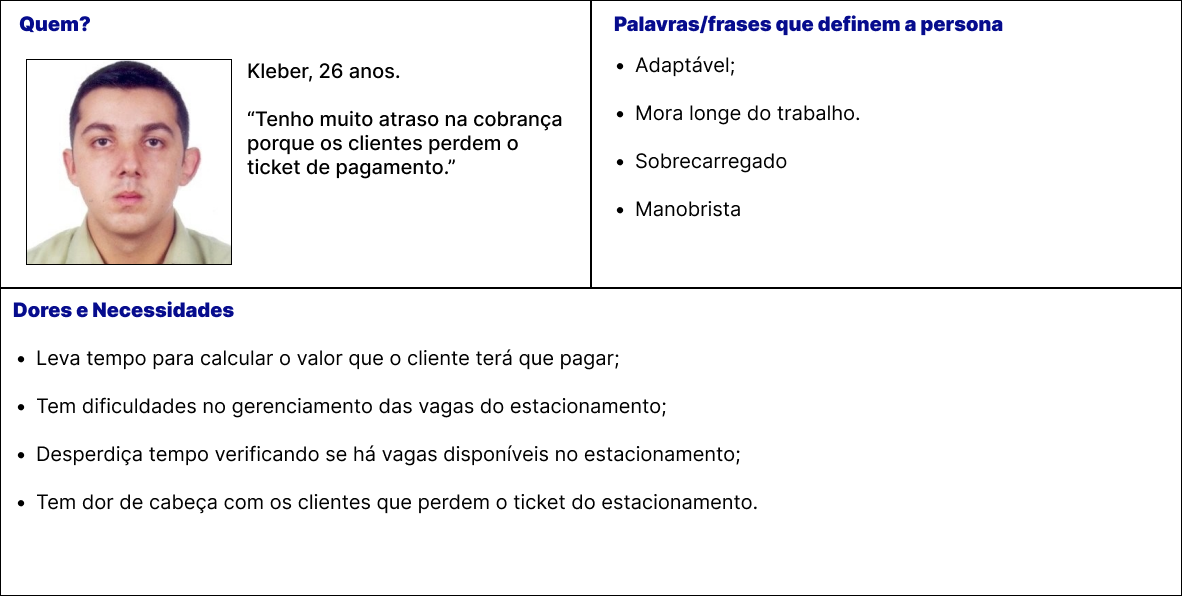 Quem?
Kleber, 26 anos.
“Tenho muito atraso na cobrança
porque os clientes perdem o
ticket de pagamento.”
Palavras/frases que definem a persona
• Adaptável;
• Mora longe do trabalho.
• Sobrecarregado
• Manobrista
Dores e Necessidades
• Leva tempo para calcular o valor que o cliente terá que pagar;
• Tem dificuldades no gerenciamento das vagas do estacionamento;
• Desperdiça tempo verificando se há vagas disponíveis no estacionamento;
• Tem dor de cabeça com os clientes que perdem o ticket do estacionamento.